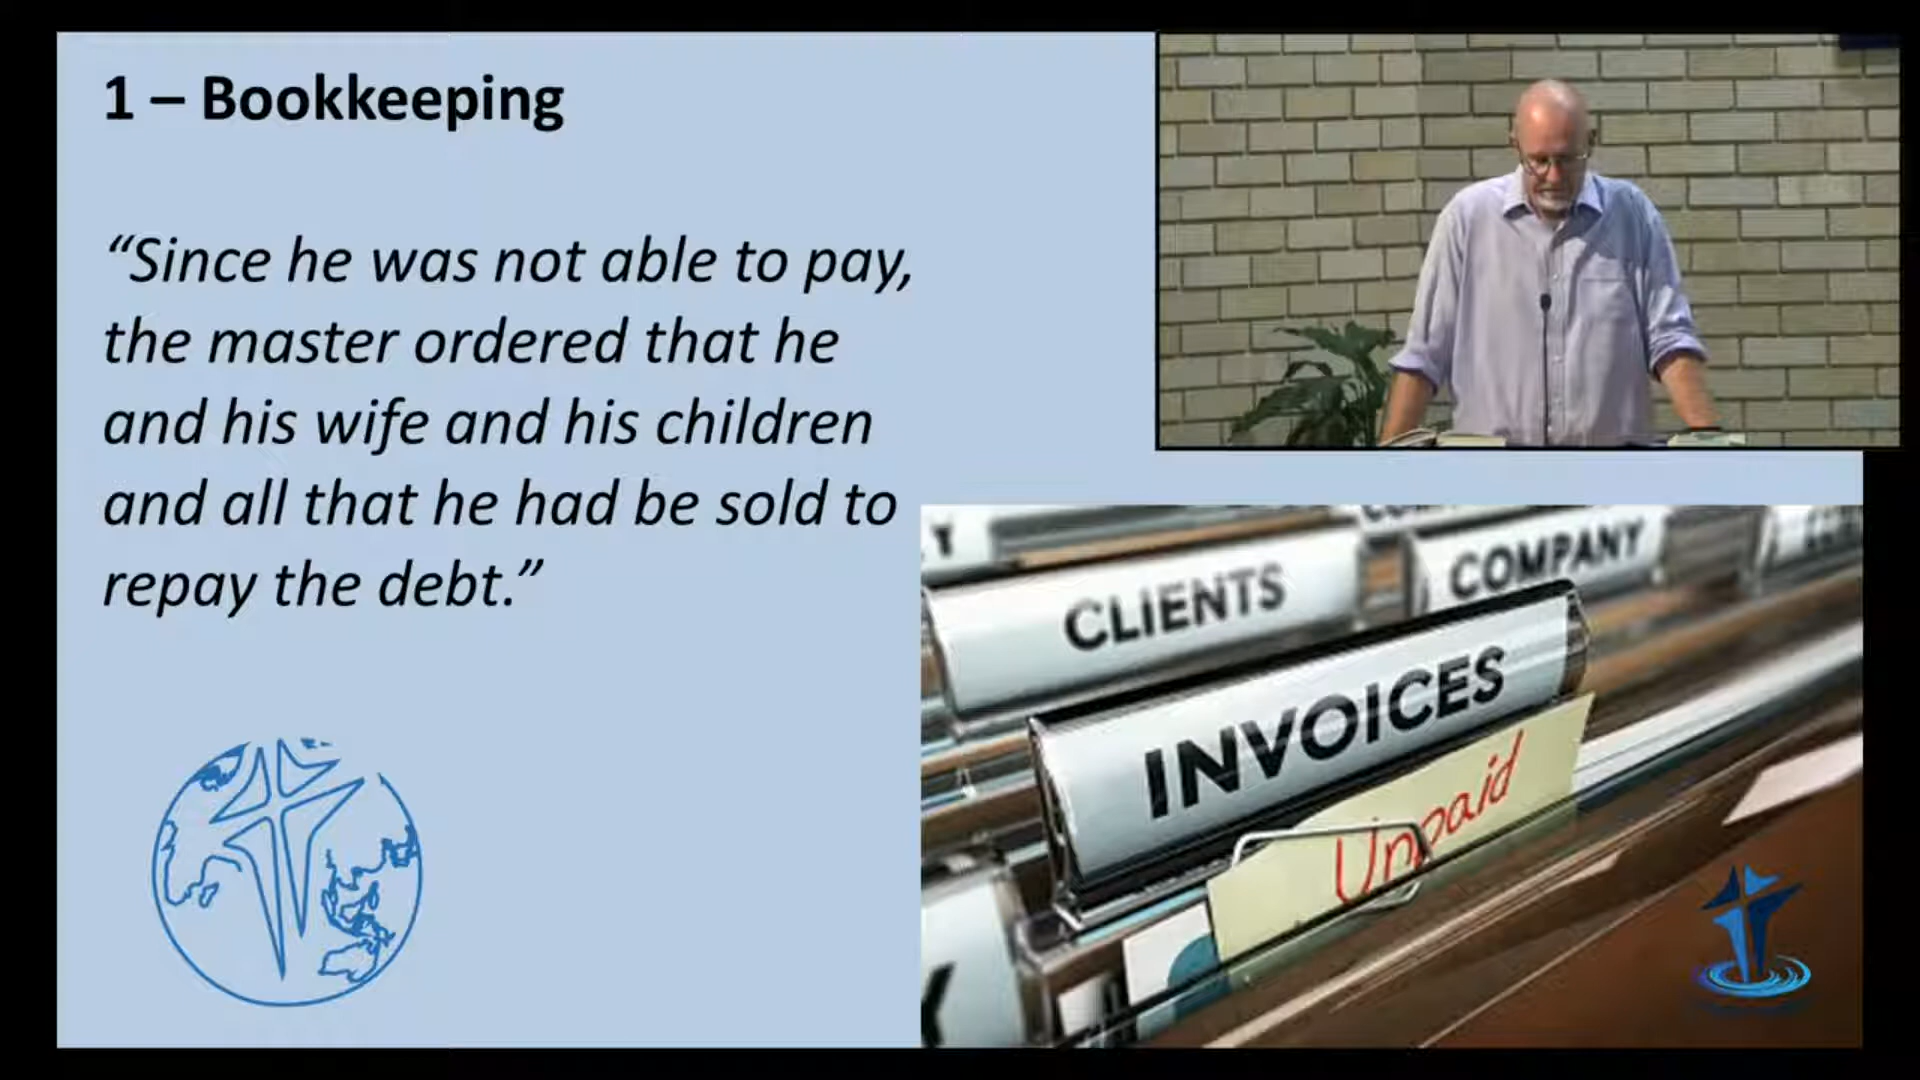 1 – Bookkeeping
“Since he was not able to pay,
the master ordered that he
and his wife and his children
and all that he had be sold to
repay the debt.”
CLIENTS
COMPANY
INVOICES
Unpaid